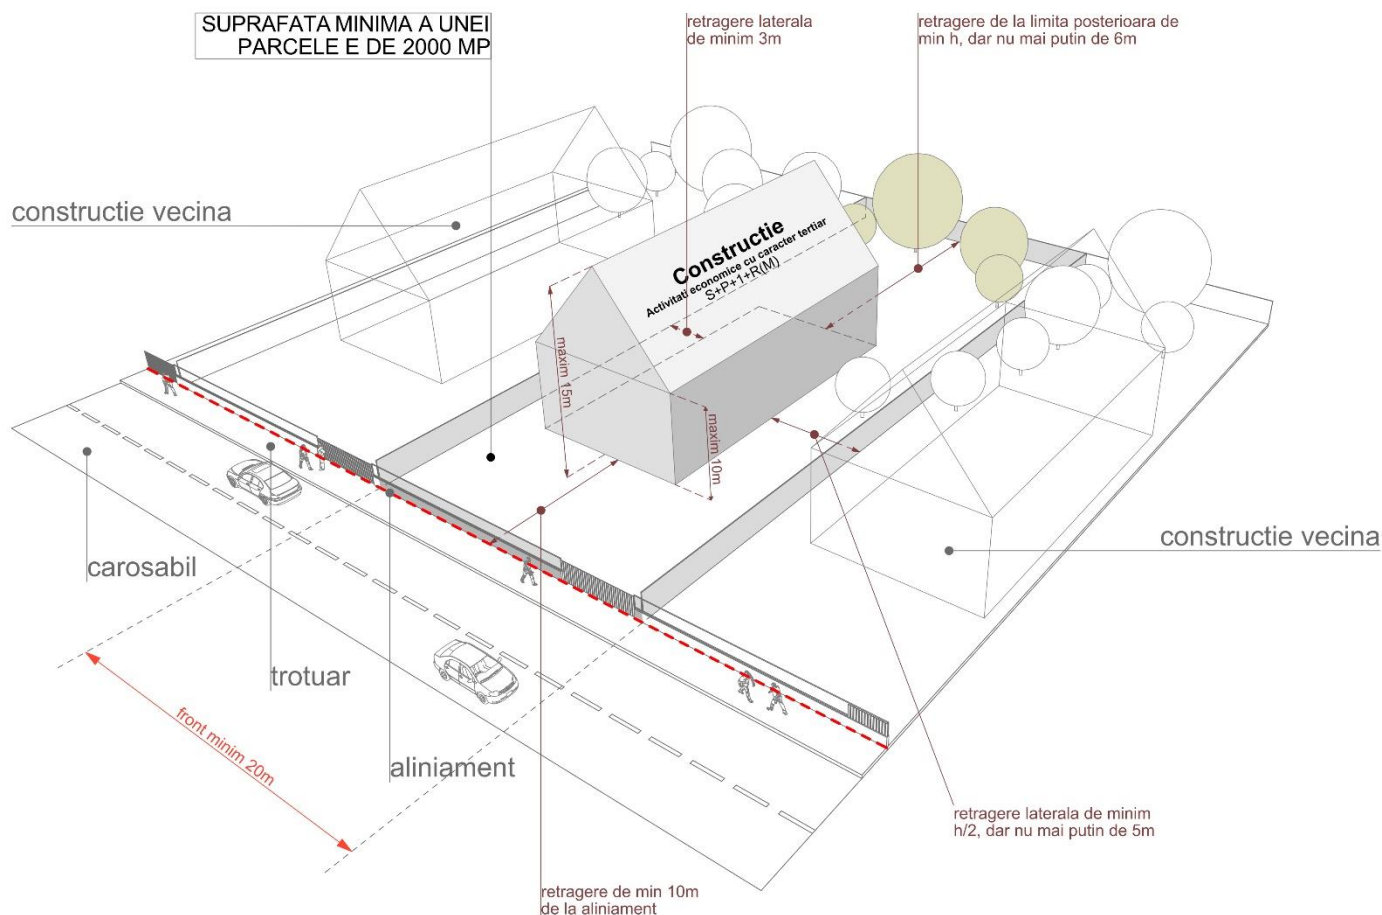 SUPRAFATA MINIMA A UNEI
PARCELE E DE 2000 MP
retragere laterala
de minim 3m
retragere de la limita posterioara de
min h, dar nu mai putin de 6m
constructie vecina
Constructie
Activitati economice cu caracter tertiar
S+P+1+R(M)
maxim 15m
maxim 10m
constructie vecina
carosabil
trotuar
aliniament
front minim 20m
retragere laterala de minim
h/2, dar nu mai putin de 5m
retragere de min 10m
de la aliniament